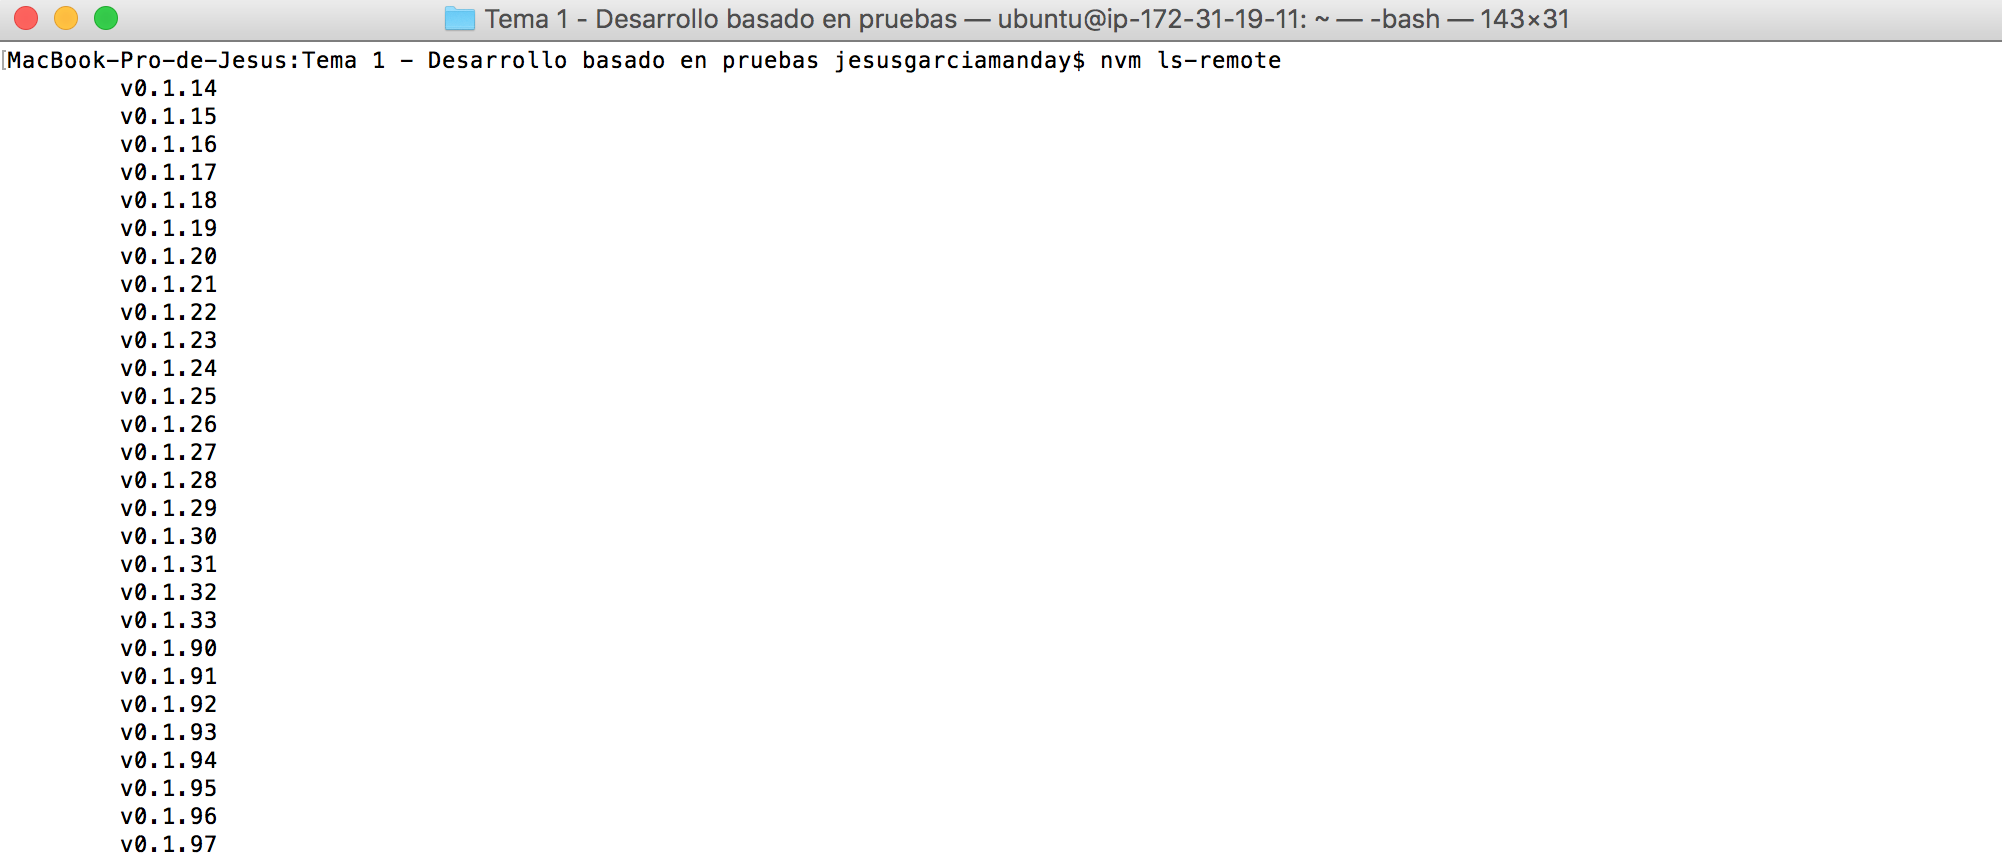 Tema 1 - Desarrollo basado en pruebas — ubuntu@ip-172-31-19-11: ~ — -bash — 143×31
[MacBook-Pro-de-Jesus:Tema 1 - Desarrollo basado en pruebas jesusgarciamanday$ nvm ls-remote
v0.1.14
v0.1.15
v0.1.16
v0.1.17
v0.1.18
v0.1.19
v0.1.20
v0.1.21
v0.1.22
v0.1.23
v0.1.24
v0.1.25
v0.1.26
v0.1.27
v0.1.28
v0.1.29
v0.1.30
v0.1.31
v0.1.32
v0.1.33
v0.1.90
v0.1.91
v0.1.92
v0.1.93
v0.1.94
v0.1.95
v0.1.96
v0.1.97